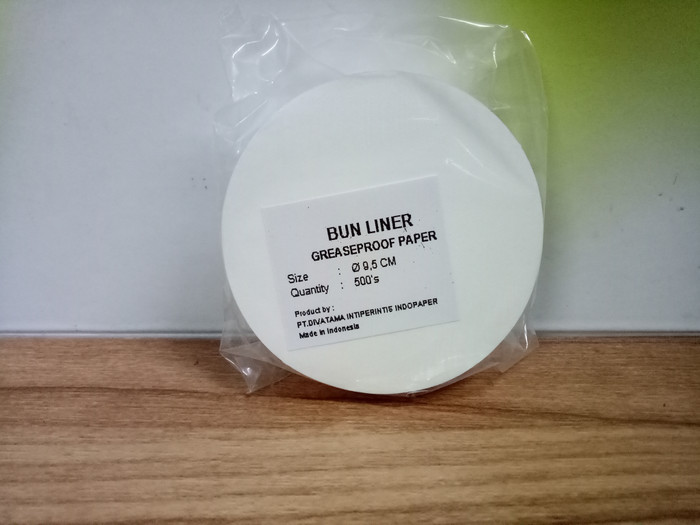 BUN LINER
GREASEPROOF PAPER
Size : Ø 9,5 CM
Quantity : 500's
Product by :
PT.DIVATAMA INTIPERINTIS INDOPAPER
Made in Indonesia